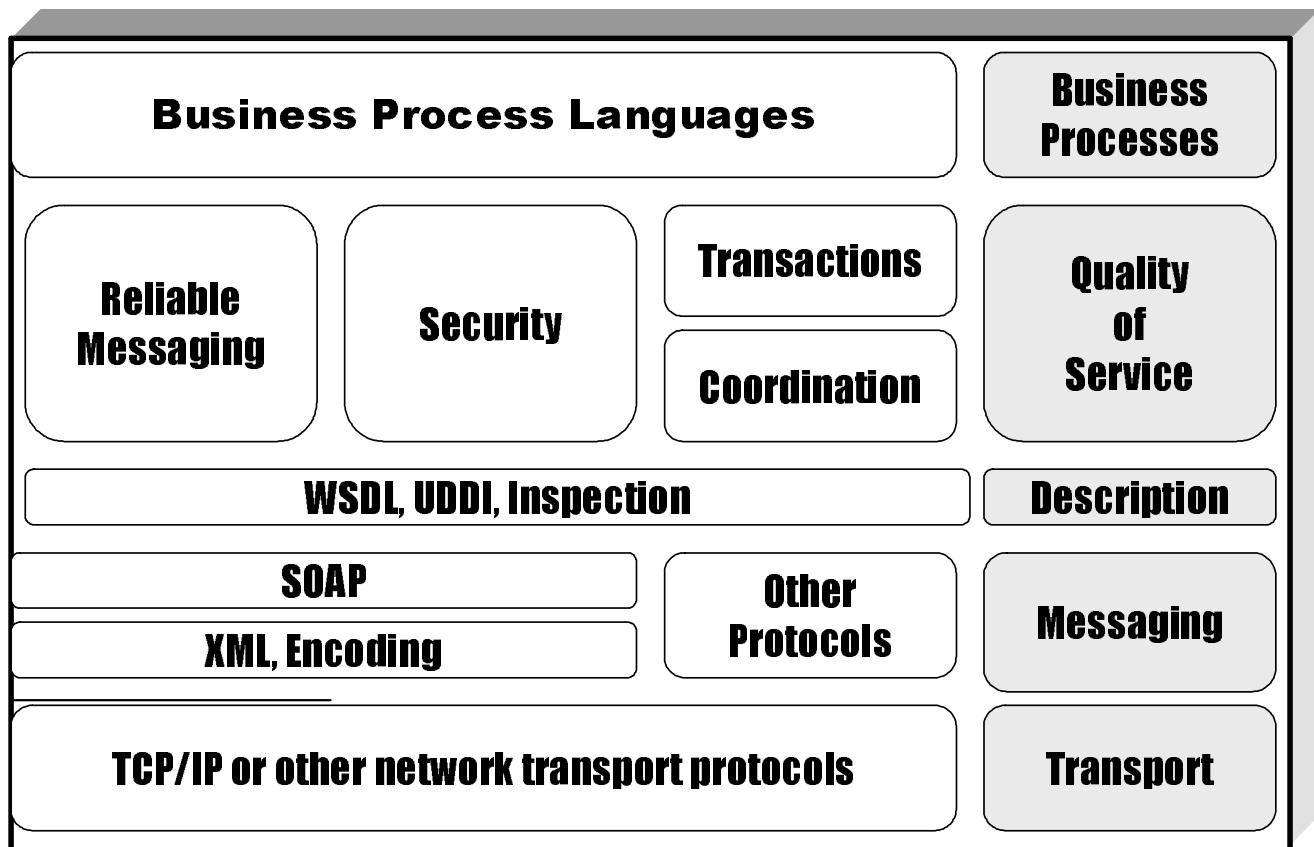 Business Process Languages
Business
Processes
Reliable
Messaging
Security
Transactions
Coordination
Quality
of
Service
WSDL, UDDI, Inspection
Description
SOAP
XML, Encoding
Other
Protocols
Messaging
TCP/IP or other network transport protocols
Transport